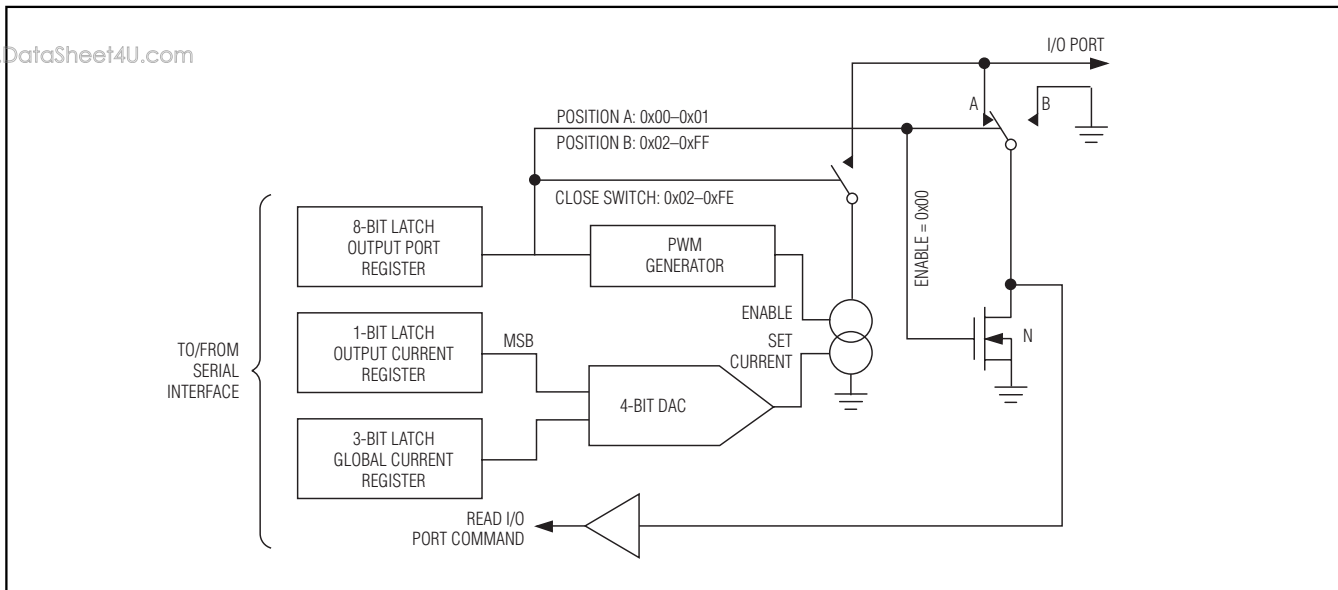 DataSheet4U.com
I/O PORT
A
B
POSITION A: 0x00–0x01
POSITION B: 0x02–0xFF
CLOSE SWITCH: 0x02–0xFE
ENABLE = 0x00
8-BIT LATCH
OUTPUT PORT
REGISTER
PWM
GENERATOR
ENABLE
SET
CURRENT
N
1-BIT LATCH
OUTPUT CURRENT
REGISTER
MSB
TO/FROM
SERIAL
INTERFACE
4-BIT DAC
3-BIT LATCH
GLOBAL CURRENT
REGISTER
READ I/O
PORT COMMAND